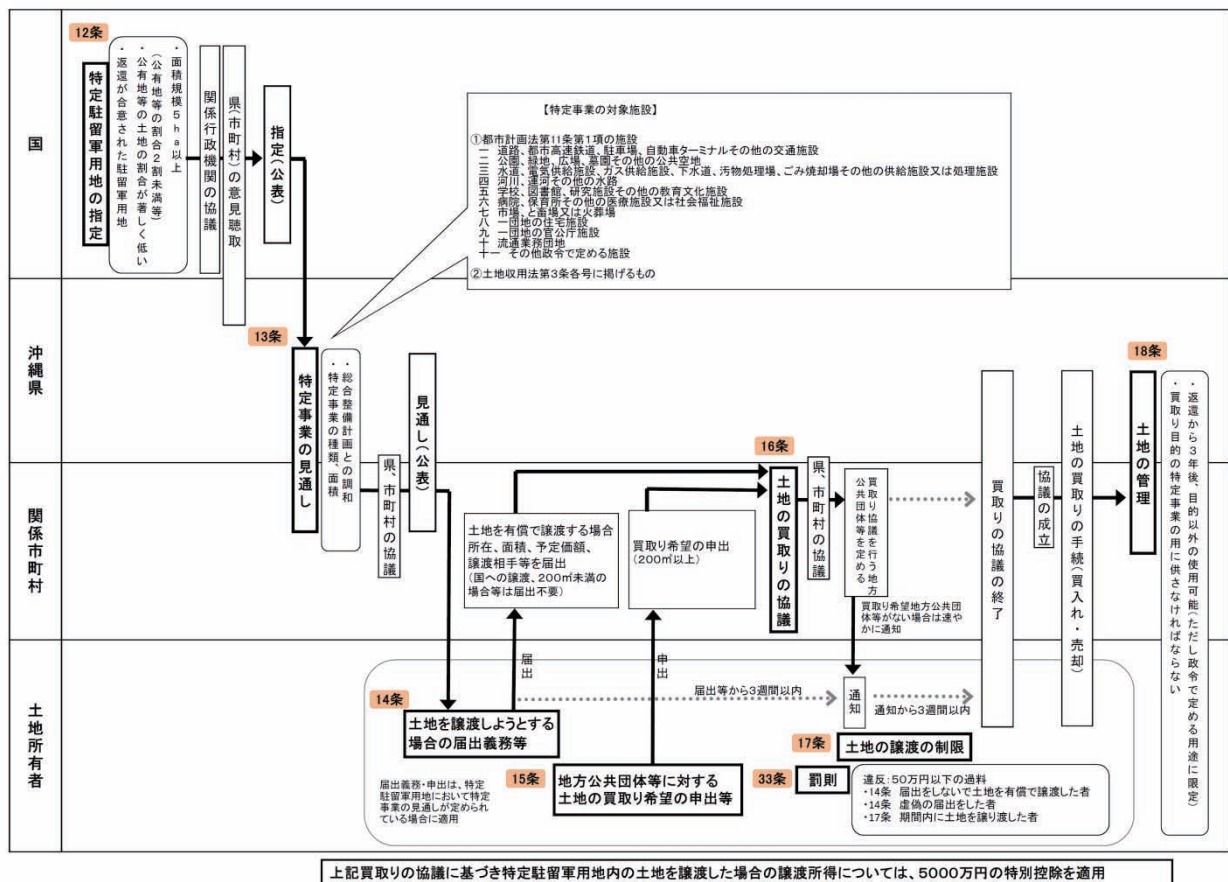 国
沖縄県
関係市町村
土地所有者
12条
特定駐留軍用地の指定
・面積規模5ha以上
(公有地等の割合2割未満等)
・公有地等の土地の割合が著しく低い
・返還が合意された駐留軍用地
関係行政機関の協議
県(市町村)の意見聴取
指定(公表)
【特定事業の対象施設】
①都市計画法第11条第1項の施設
一 道路、都市高速鉄道、駐車場、自動車ターミナルその他の交通施設
二 公園、緑地、広場、墓園その他の公共空地
三 水道、電気供給施設、ガス供給施設、下水道、汚物処理場、ごみ焼却場その他の供給施設又は処理施設
四 河川、運河その他の水路
五 学校、図書館、研究施設その他の教育文化施設
六 病院、保育所その他の医療施設又は社会福祉施設
七 市場、と畜場又は火葬場
八 一団地の住宅施設
九 一団地の官公庁施設
十 流通業務団地
十一 その他政令で定める施設
②土地収用法第3条各号に掲げるもの
13条
特定事業の見通し
・総合整備計画との調和
・特定事業の種類、面積
県、市町村の協議
見通し(公表)
土地を有償で譲渡する場合
所在、面積、予定価額、
譲渡相手等を届出
(国への譲渡、200㎡未満の
場合等は届出不要)
買取り希望の申出
(200㎡以上)
16条
土地の買取りの協議
県、市町村の協議
買取り協議を行う地方
公共団体等を定める
買取り希望地方公共団
体等がない場合は速や
かに通知
買取りの協議の終了
協議の成立
土地の買取りの手続(買入れ・売却)
18条
土地の管理
・返還から3年後、目的以外の使用可能(ただし政令で定める用途に限定)
・買取り目的の特定事業の用に供さなければならない
届出
申出
14条
土地を譲渡しようとする
場合の届出義務等
届出等から3週間以内
通知
通知から3週間以内
17条
土地の譲渡の制限
届出義務・申出は、特定
駐留軍用地において特定
事業の見通しが定められ
ている場合に適用
15条
地方公共団体等に対する
土地の買取り希望の申出等
33条
罰則
違反:50万円以下の過料
・14条 届出をしないで土地を有償で譲渡した者
・14条 虚偽の届出をした者
・17条 期間内に土地を譲り渡した者
上記買取りの協議に基づき特定駐留軍用地内の土地を譲渡した場合の譲渡所得については、5000万円の特別控除を適用